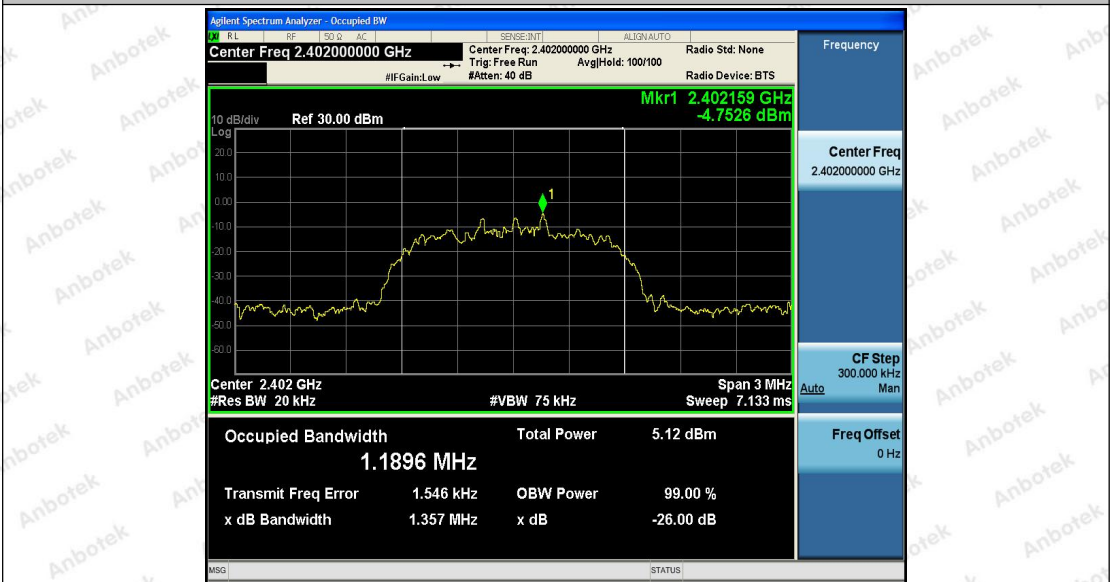 Agilent Spectrum Analyzer - Occupied BW
LXI RL RF 50 Ω AC SENSE:INT ALIGN AUTO
Center Freq 2.402000000 GHz
Center Freq: 2.402000000 GHz
Radio Std: None
Trig: Free Run Avg|Hold: 100/100
#IFGain:Low
#Atten: 40 dB
Radio Device: BTS
Mkr1 2.402159 GHz
-4.7526 dBm
10 dB/div Ref 30.00 dBm
Log
20.0
10.0
0.00
-10.0
-20.0
-30.0
-40.0
-50.0
-60.0
1
Center 2.402 GHz
Span 3 MHz
#Res BW 20 kHz
#VBW 75 kHz
Sweep 7.133 ms
Occupied Bandwidth
Total Power 5.12 dBm
1.1896 MHz
Transmit Freq Error 1.546 kHz
OBW Power 99.00 %
x dB Bandwidth 1.357 MHz
x dB -26.00 dB
MSG
STATUS
Frequency
Center Freq
2.402000000 GHz
CF Step
300.000 kHz
Auto Man
Freq Offset
0 Hz
Anbotek